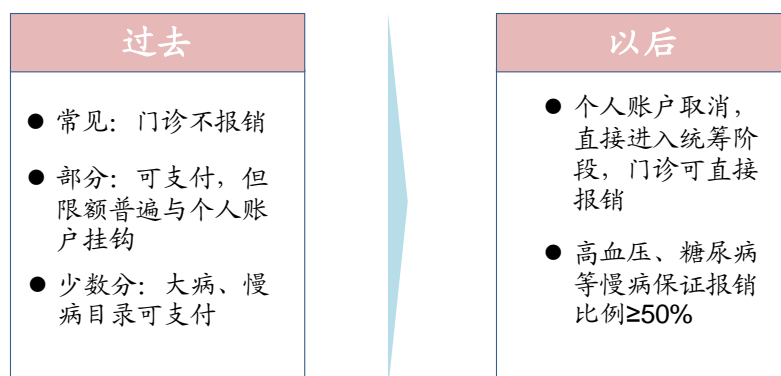 过去
● 常见：门诊不报销
● 部分：可支付，但
限额普遍与个人账
户挂钩
● 少数分：大病、慢
病目录可支付
以后
● 个人账户取消，
直接进入统筹阶
段，门诊可直接
报销
● 高血压、糖尿病
等慢病保证报销
比例≥50%